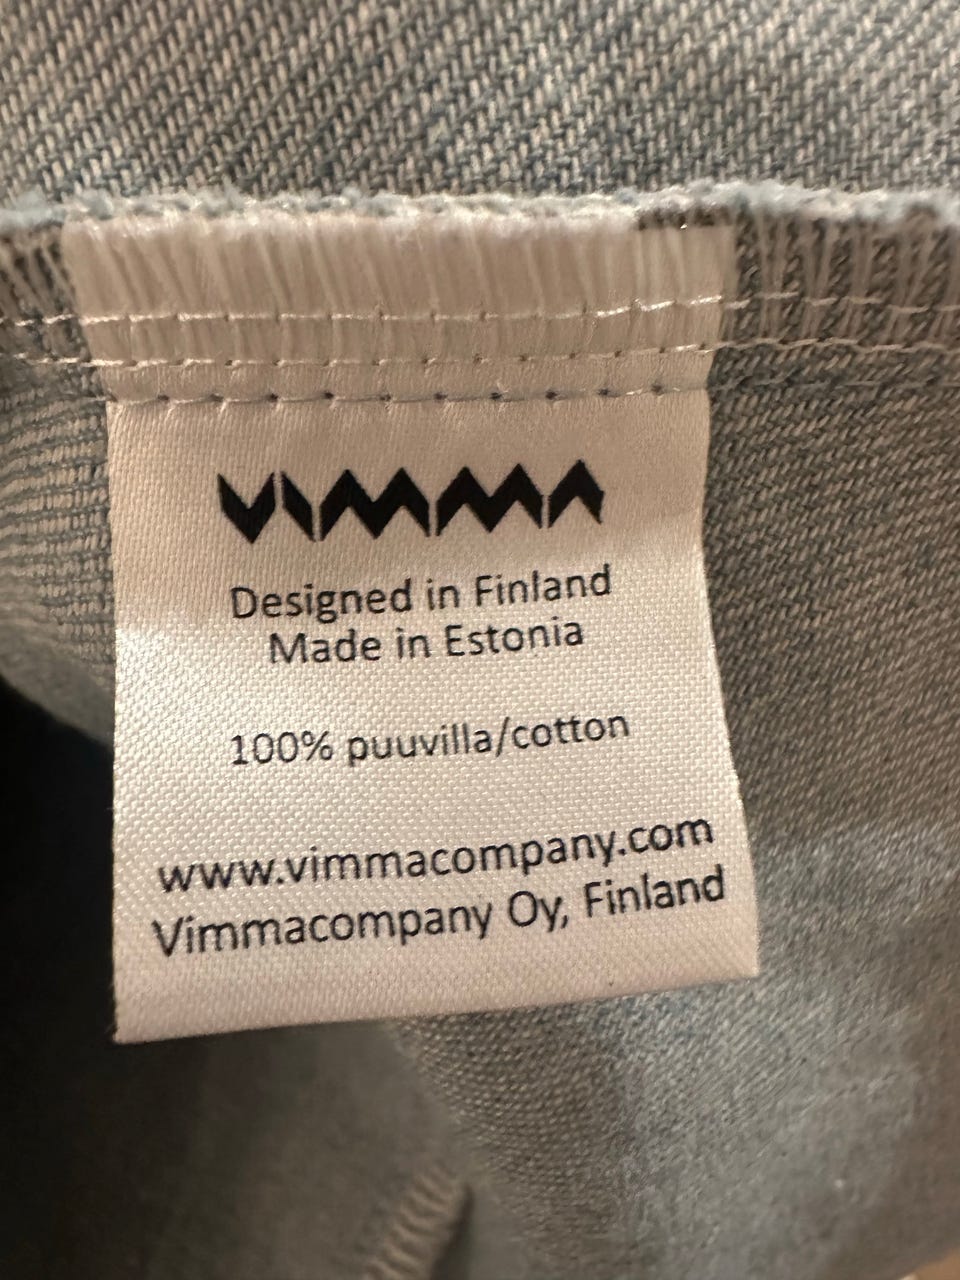 VIMMA
Designed in Finland
Made in Estonia
100% puuvilla/cotton
www.vimmacompany.com
Vimmacompany Oy, Finland